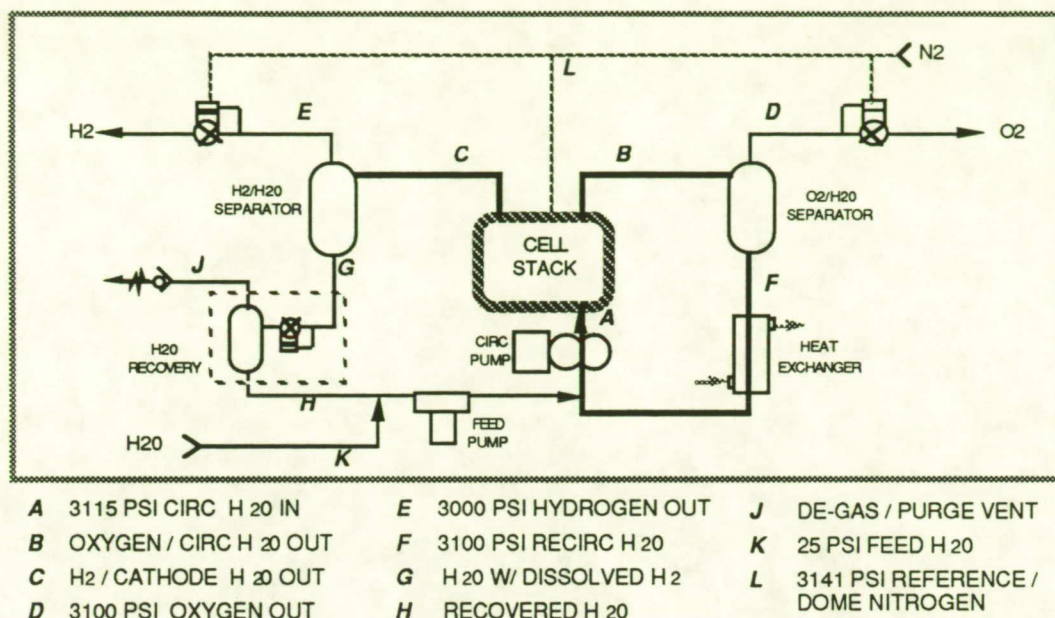 N2
L
E
D
H2
O2
C
B
H2/H20
SEPARATOR
O2/H20
SEPARATOR
CELL
STACK
J
G
F
A
H20
RECOVERY
CIRC
PUMP
HEAT
EXCHANGER
H
FEED
PUMP
H20
K
A 3115 PSI CIRC H 20 IN
B OXYGEN / CIRC H 20 OUT
C H2 / CATHODE H 20 OUT
D 3100 PSI OXYGEN OUT
E 3000 PSI HYDROGEN OUT
F 3100 PSI RECIRC H20
G H20 W/ DISSOLVED H2
H RECOVERED H 20
J DE-GAS / PURGE VENT
K 25 PSI FEED H 20
L 3141 PSI REFERENCE /
DOME NITROGEN